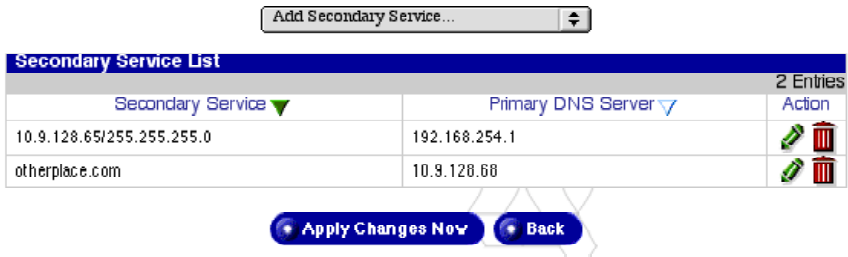 Add Secondary Service...
Secondary Service List
2 Entries
Secondary Service Primary DNS Server Action
10.9.128.65/255.255.255.0 192.168.254.1
otherplace.com 10.9.128.68
Apply Changes Now Back